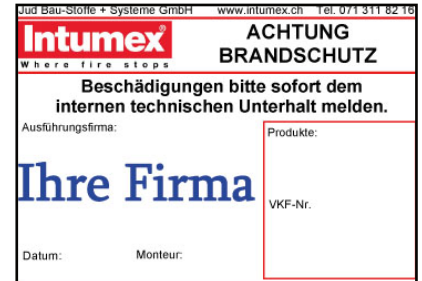 Jud Bau-Stoffe + Systeme GmbH www.intumex.ch Tel. 071 311 82 16
Intumex®
Where fire stops
ACHTUNG
BRANDSCHUTZ
Beschädigungen bitte sofort dem
internen technischen Unterhalt melden.
Ausführungsfirma:
Ihre Firma
Datum: Monteur:
Produkte:
VKF-Nr.